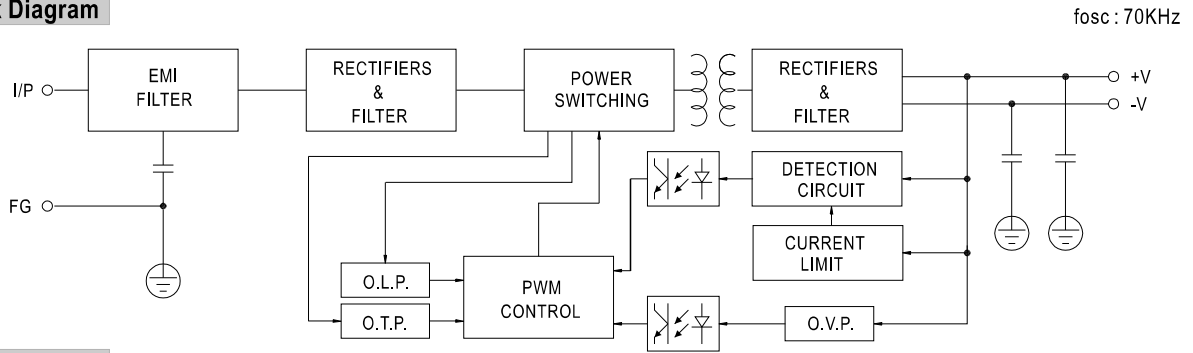 Diagram
fosc : 70KHz
I/P
EMI
FILTER
RECTIFIERS
&
FILTER
POWER
SWITCHING
RECTIFIERS
&
FILTER
+V
-V
FG
DETECTION
CIRCUIT
CURRENT
LIMIT
O.L.P.
O.T.P.
PWM
CONTROL
O.V.P.